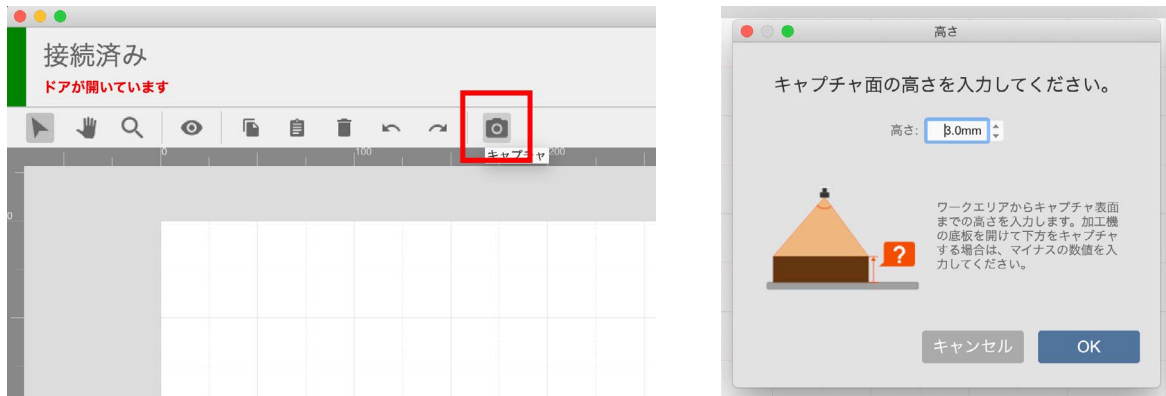 接続済み
ドアが開いています
0
100
200
キャプチャ
0
高さ
キャプチャ面の高さを入力してください。
高さ: 3.0mm
ワークエリアからキャプチャ表面
までの高さを入力します。加工機
の底板を開けて下方をキャプチャ
する場合は、マイナスの数値を入
力してください。
?
キャンセル
OK